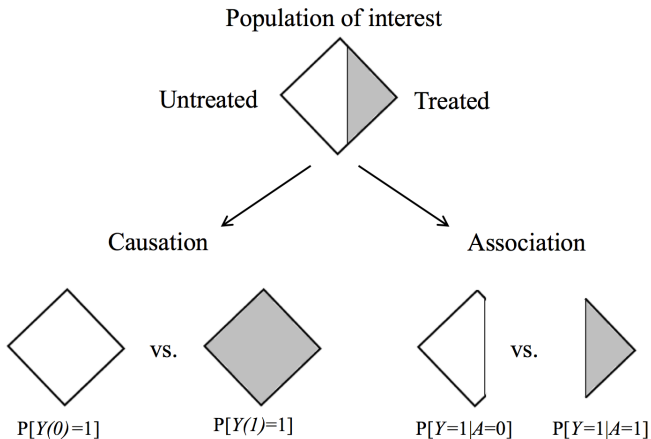 Population of interest
Untreated
Treated
Causation
Association
vs.
vs.
P[Y(0)=1]
P[Y(1)=1]
P[Y=1|A=0]
P[Y=1|A=1]